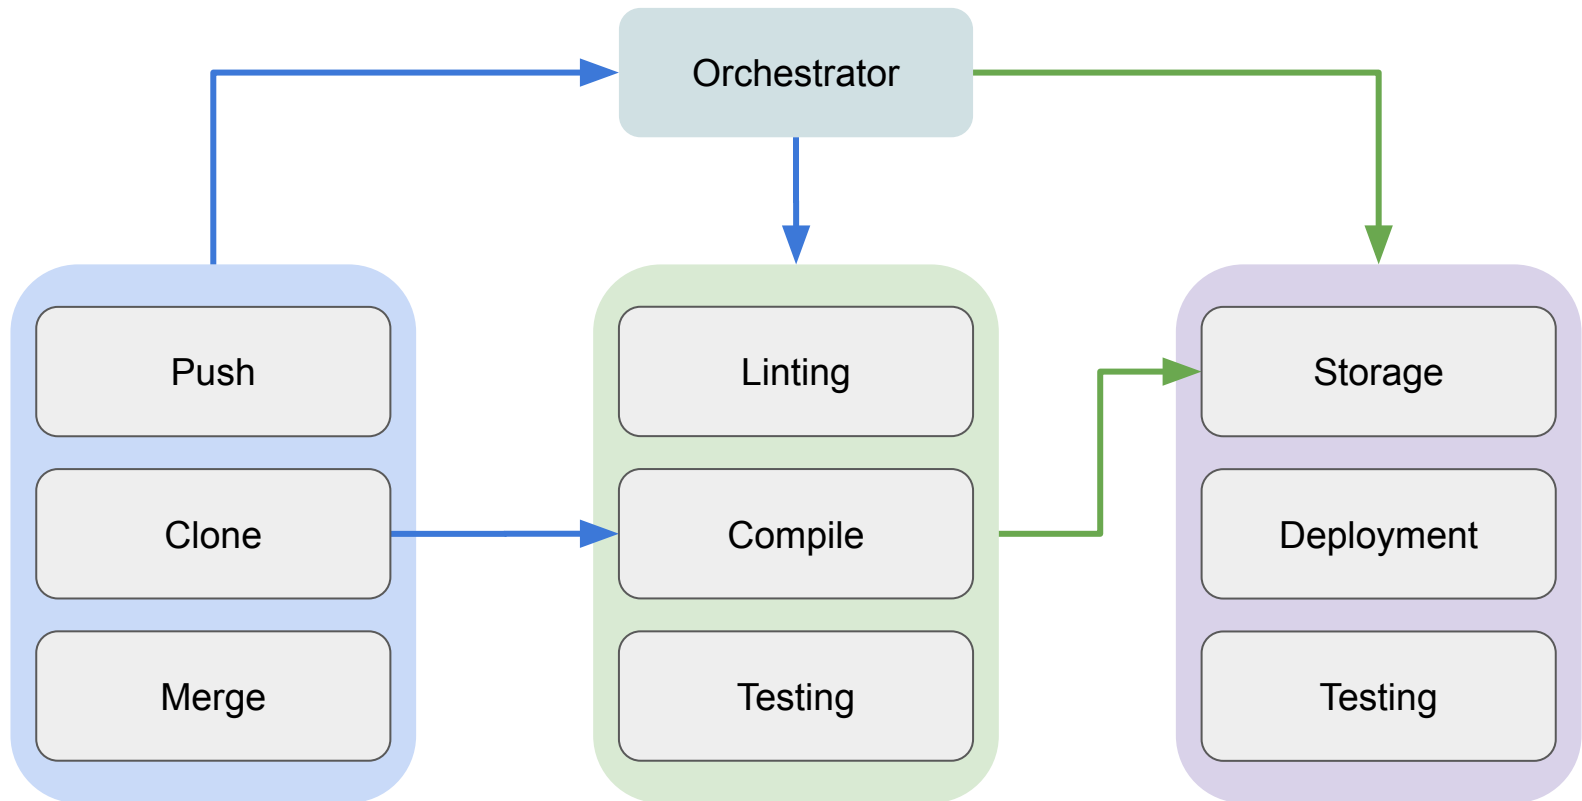 Orchestrator
Push
Clone
Merge
Linting
Compile
Testing
Storage
Deployment
Testing